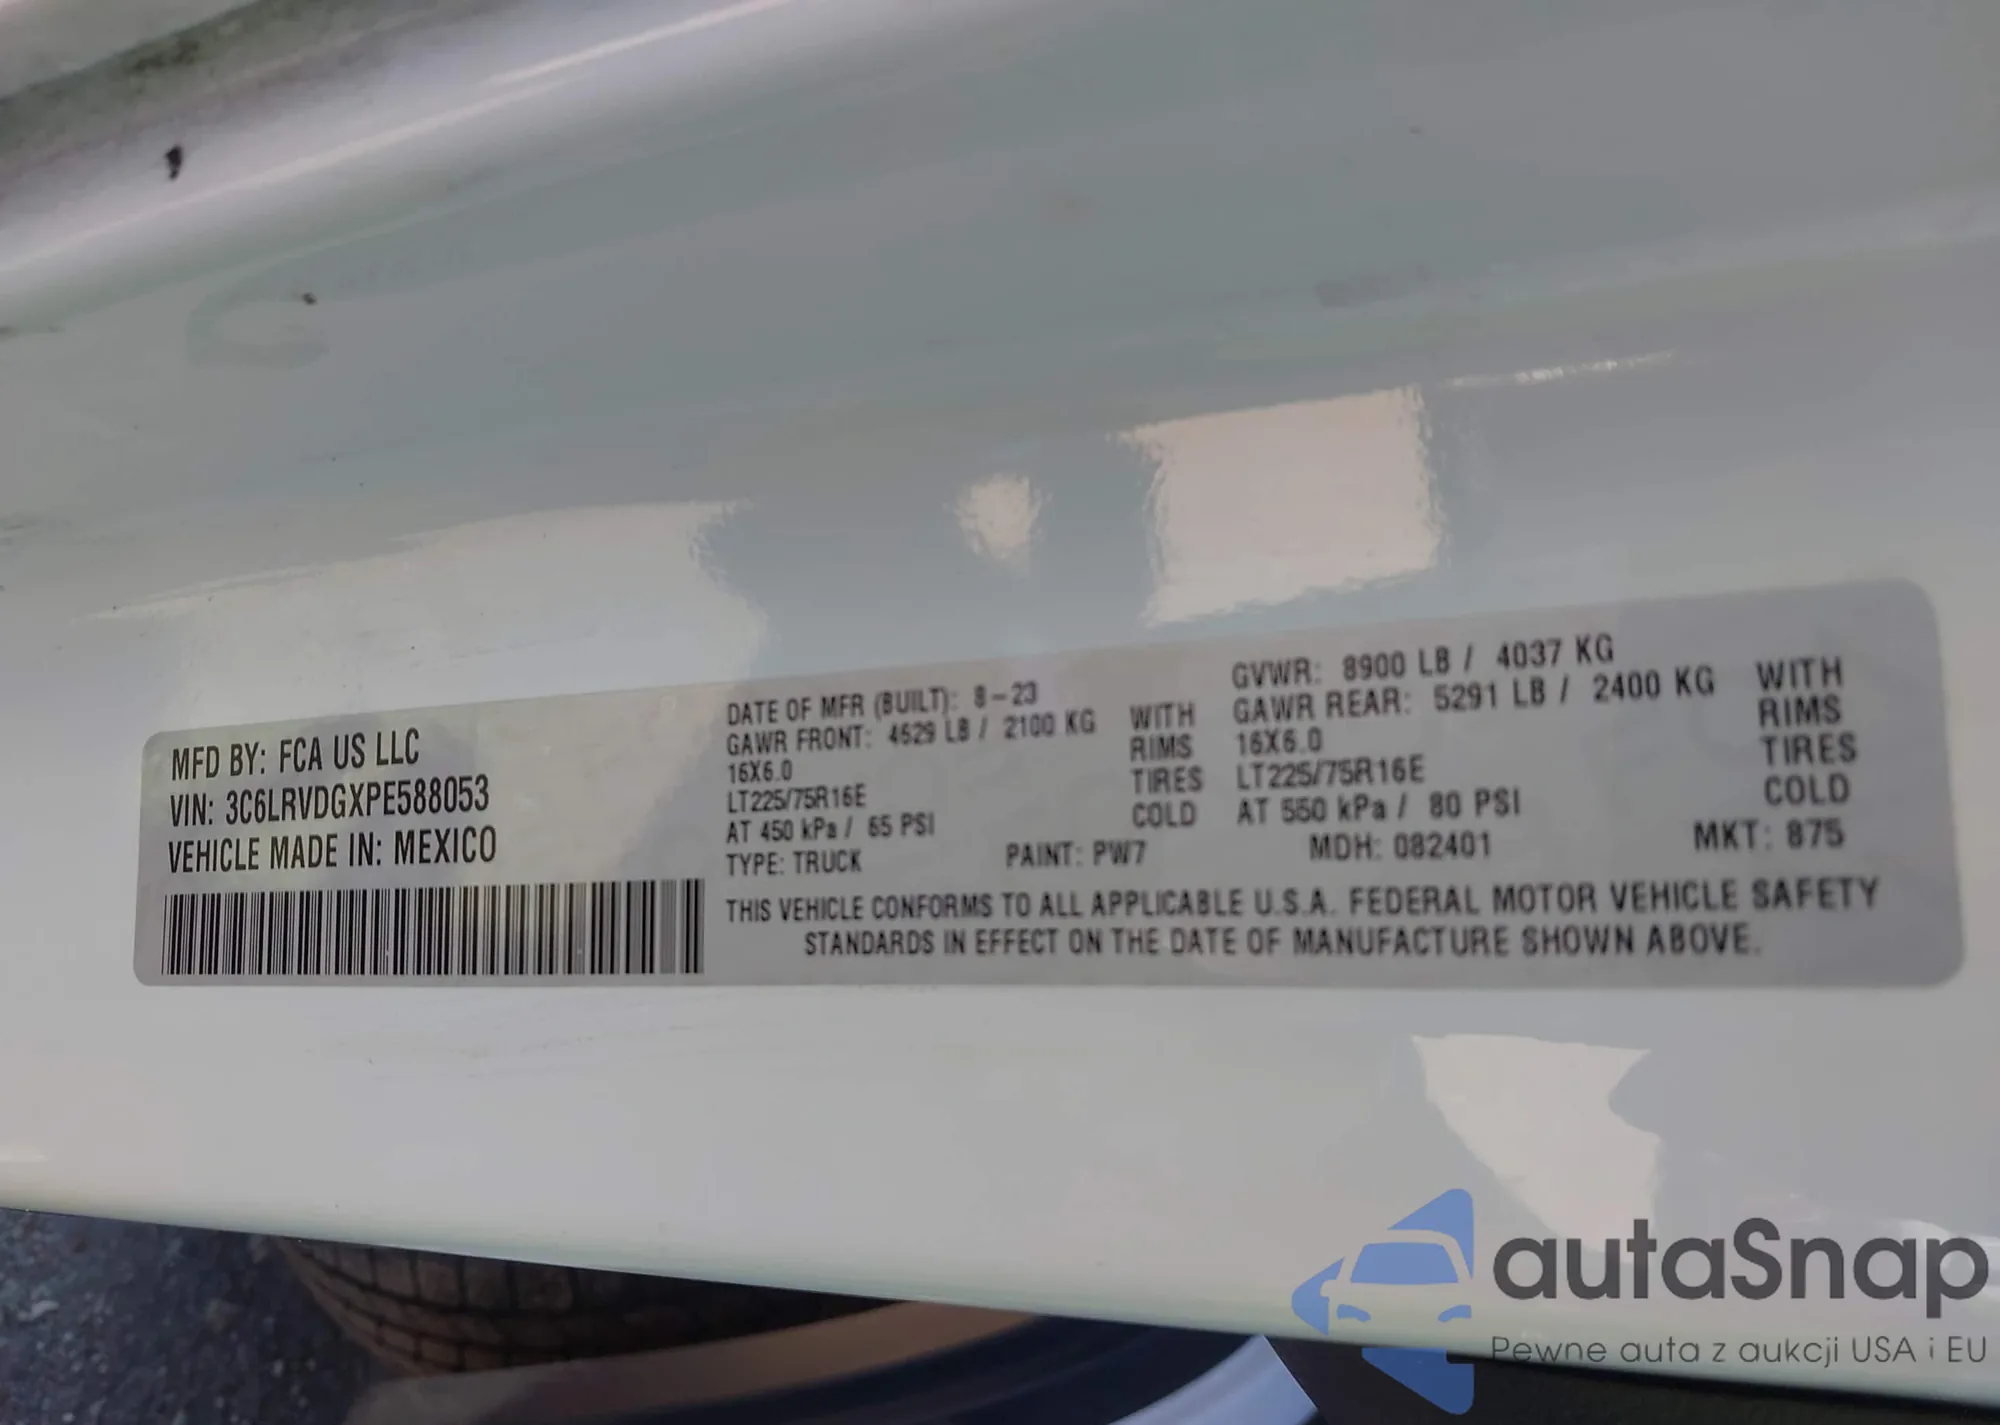 MFD BY: FCA US LLC
VIN: 3C6LRVDGXPE588053
VEHICLE MADE IN: MEXICO
DATE OF MFR (BUILT): 8-23
GAWR FRONT: 4629 LB / 2100 KG WITH
16X6.0 RIMS
LT225/75R16E TIRES
AT 450 kPa / 65 PSI COLD
GVWR: 8900 LB / 4037 KG
GAWR REAR: 5291 LB / 2400 KG WITH
16X6.0 RIMS
LT225/75R16E TIRES
AT 550 kPa / 80 PSI COLD
TYPE: TRUCK PAINT: PW7 MDH: 082401 MKT: 875
THIS VEHICLE CONFORMS TO ALL APPLICABLE U.S.A. FEDERAL MOTOR VEHICLE SAFETY
STANDARDS IN EFFECT ON THE DATE OF MANUFACTURE SHOWN ABOVE.
autaSnap
Pewne auta z aukcji USA i EU